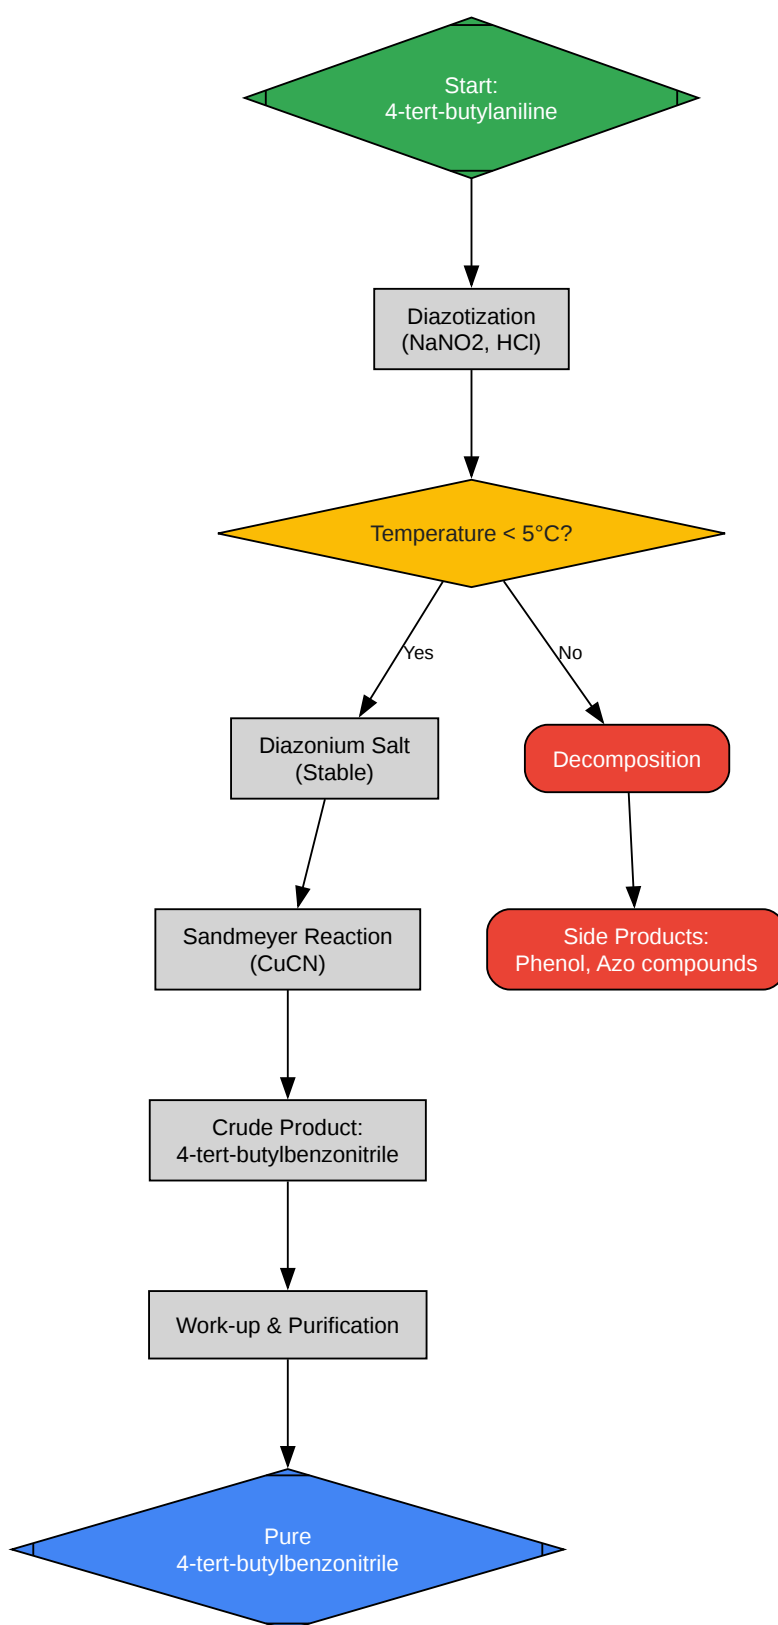 Start:
4-tert-butylaniline
Diazotization
(NaNO2, HCl)
Temperature < 5°C?
Yes
No
Diazonium Salt
(Stable)
Decomposition
Sandmeyer Reaction
(CuCN)
Side Products:
Phenol, Azo compounds
Crude Product:
4-tert-butylbenzonitrile
Work-up & Purification
Pure
4-tert-butylbenzonitrile